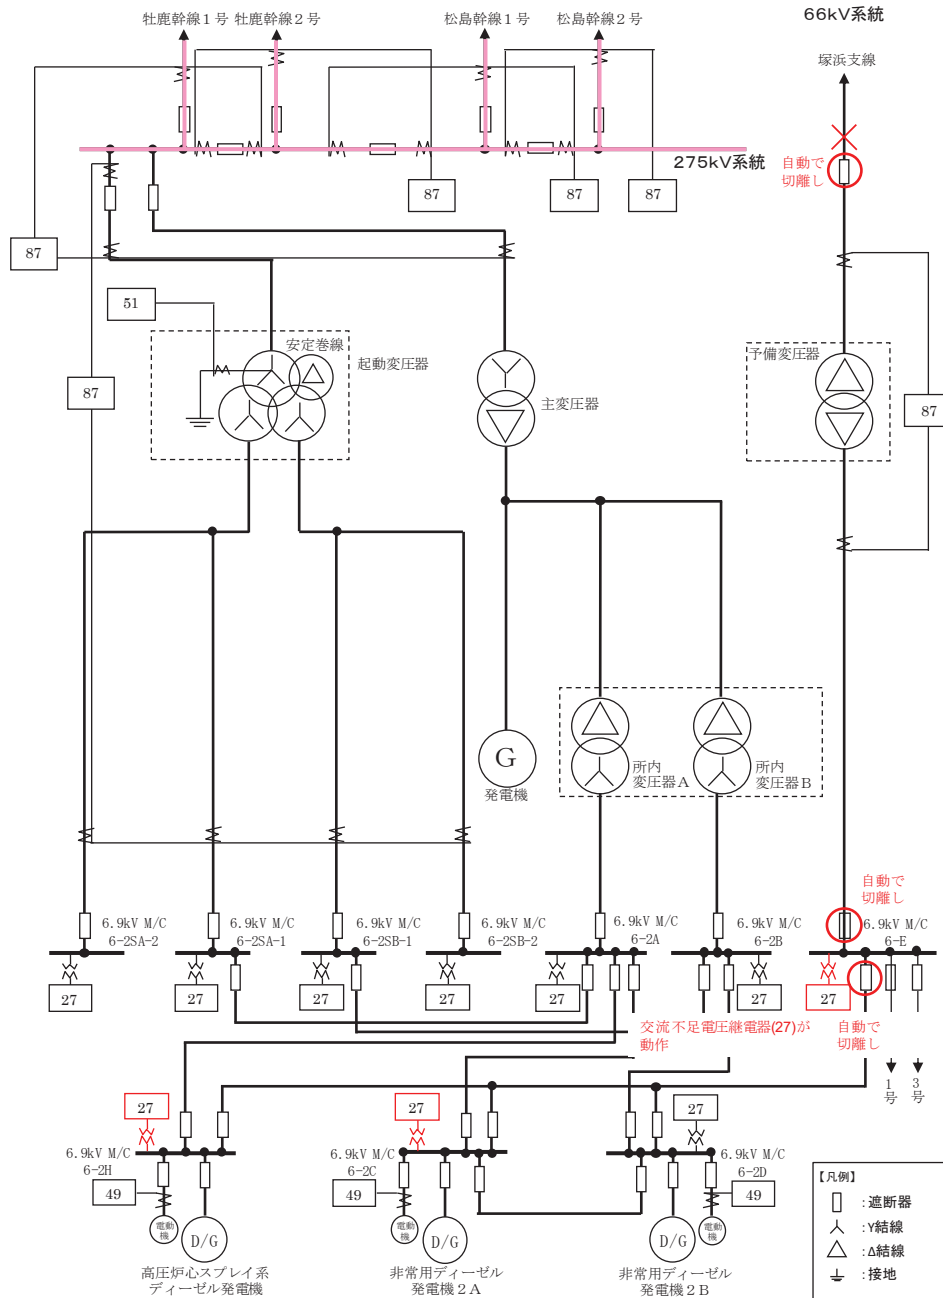 66kV系統
牡鹿幹線1号 牡鹿幹線2号 松島幹線1号 松島幹線2号
塚浜支線
275kV系統
自動で
切離し
87
87
87
87
51
安定巻線
起動変圧器
87
主変圧器
予備変圧器
87
G
発電機
所内
変圧器A
所内
変圧器B
自動で
切離し
6.9kV M/C
6-2SA-2
6.9kV M/C
6-2SA-1
6.9kV M/C
6-2SB-1
6.9kV M/C
6-2SB-2
6.9kV M/C
6-2A
6.9kV M/C
6-2B
6.9kV M/C
6-E
27
27
27
27
27
27
27
交流不足電圧継電器(27)が
動作
自動で
切離し
1号
3号
27
27
27
6.9kV M/C
6-2H
6.9kV M/C
6-2C
6.9kV M/C
6-2D
49
49
49
電動機
D/G
電動機
D/G
D/G
電動機
高圧炉心スプレイ系
ディーゼル発電機
非常用ディーゼル
発電機2A
非常用ディーゼル
発電機2B
【凡例】
:遮断器
:Y結線
:Δ結線
:接地